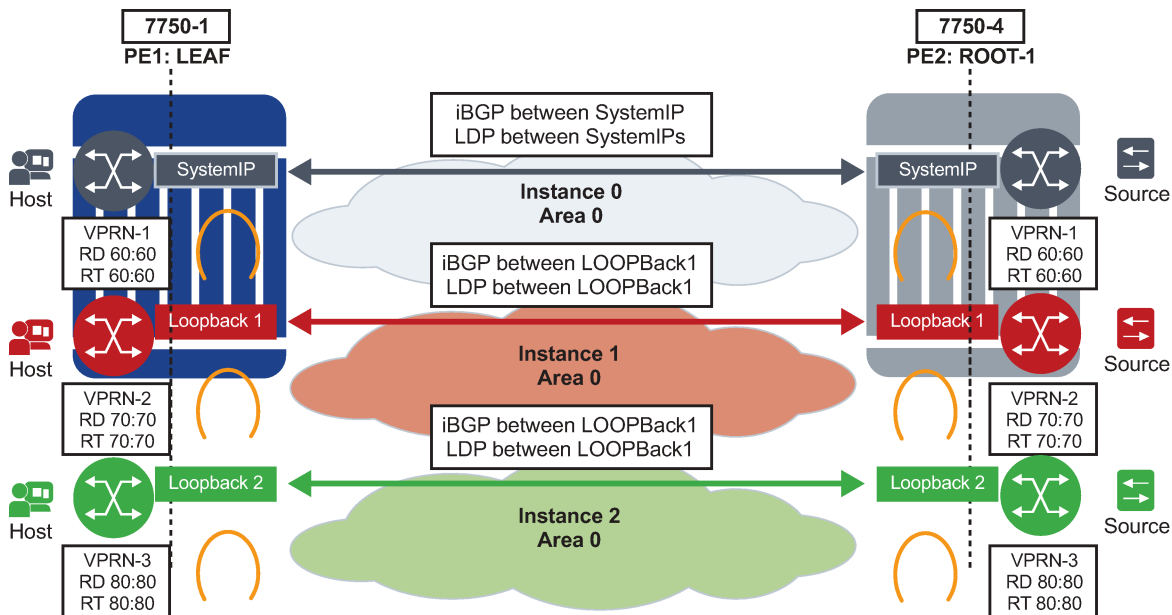 7750-1
PE1: LEAF
7750-4
PE2: ROOT-1
iBGP between SystemIP
LDP between SystemIPs
Host
SystemIP
Instance 0
Area 0
SystemIP
Source
VPRN-1
RD 60:60
RT 60:60
VPRN-1
RD 60:60
RT 60:60
iBGP between LOOPBack1
LDP between LOOPBack1
Host
Loopback 1
Instance 1
Area 0
Loopback 1
Source
VPRN-2
RD 70:70
RT 70:70
VPRN-2
RD 70:70
RT 70:70
iBGP between LOOPBack1
LDP between LOOPBack1
Host
Loopback 2
Instance 2
Area 0
Loopback 2
Source
VPRN-3
RD 80:80
RT 80:80
VPRN-3
RD 80:80
RT 80:80